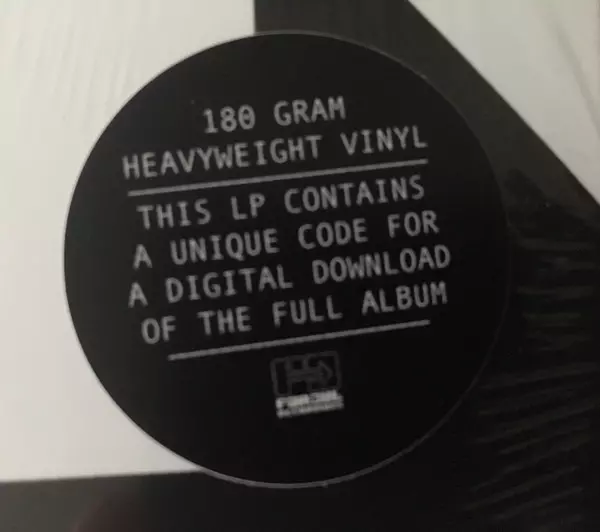 180 GRAM
HEAVYWEIGHT VINYL
THIS LP CONTAINS
A UNIQUE CODE FOR
A DIGITAL DOWNLOAD
OF THE FULL ALBUM